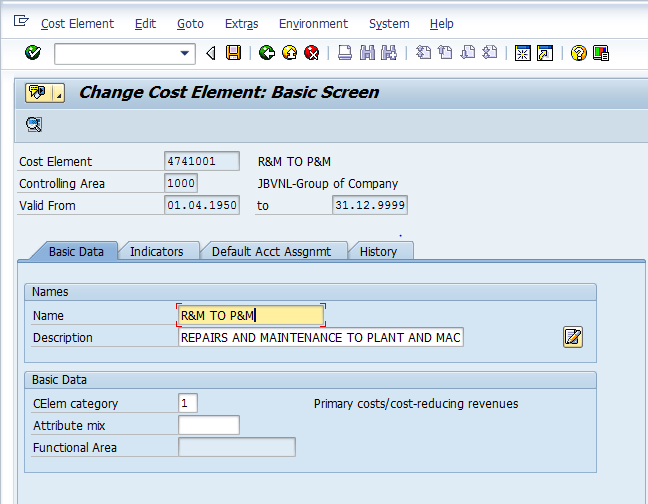 Cost Element Edit Goto Extras Environment System Help
Change Cost Element: Basic Screen
Cost Element 4741001 R&M TO P&M
Controlling Area 1000 JBVNL-Group of Company
Valid From 01.04.1950 to 31.12.9999
Basic Data Indicators Default Acct Assgnmt History
Names
Name R&M TO P&M
Description REPAIRS AND MAINTENANCE TO PLANT AND MAC
Basic Data
CElem category 1 Primary costs/cost-reducing revenues
Attribute mix
Functional Area